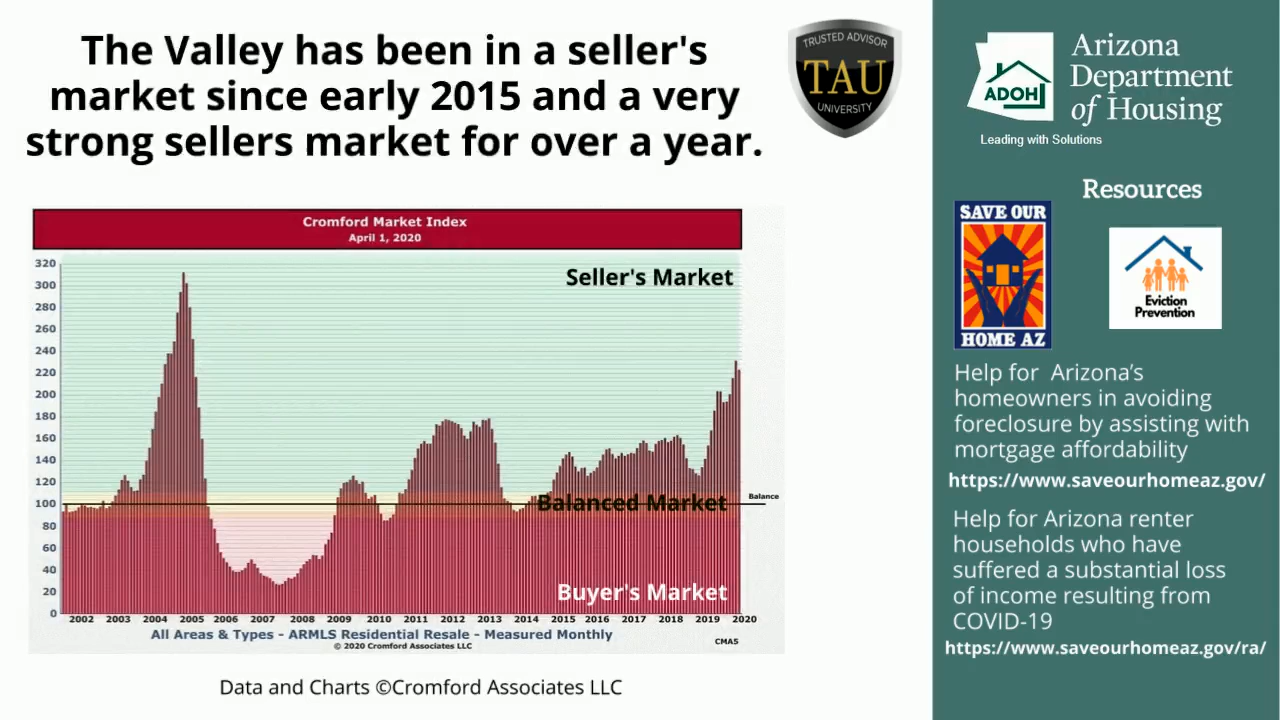 The Valley has been in a seller's
market since early 2015 and a very
strong sellers market for over a year.
TRUSTED ADVISOR
TAU
UNIVERSITY
Cromford Market Index
April 1, 2020
320
300
280
260
240
220
200
180
160
140
120
100
80
60
40
20
0
Seller's Market
Balanced Market
Balance
Buyer's Market
2002 2003 2004 2005 2006 2007 2008 2009 2010 2011 2012 2013 2014 2015 2016 2017 2018 2019 2020
All Areas & Types - ARMLS Residential Resale - Measured Monthly
© 2020 Cromford Associates LLC
CMA5
Data and Charts ©Cromford Associates LLC
ADOH
Arizona
Department
of Housing
Leading with Solutions
Resources
SAVE OUR
HOME AZ
Eviction
Prevention
Help for Arizona’s
homeowners in avoiding
foreclosure by assisting with
mortgage affordability
https://www.saveourhomeaz.gov/
Help for Arizona renter
households who have
suffered a substantial loss
of income resulting from
COVID-19
https://www.saveourhomeaz.gov/ra/